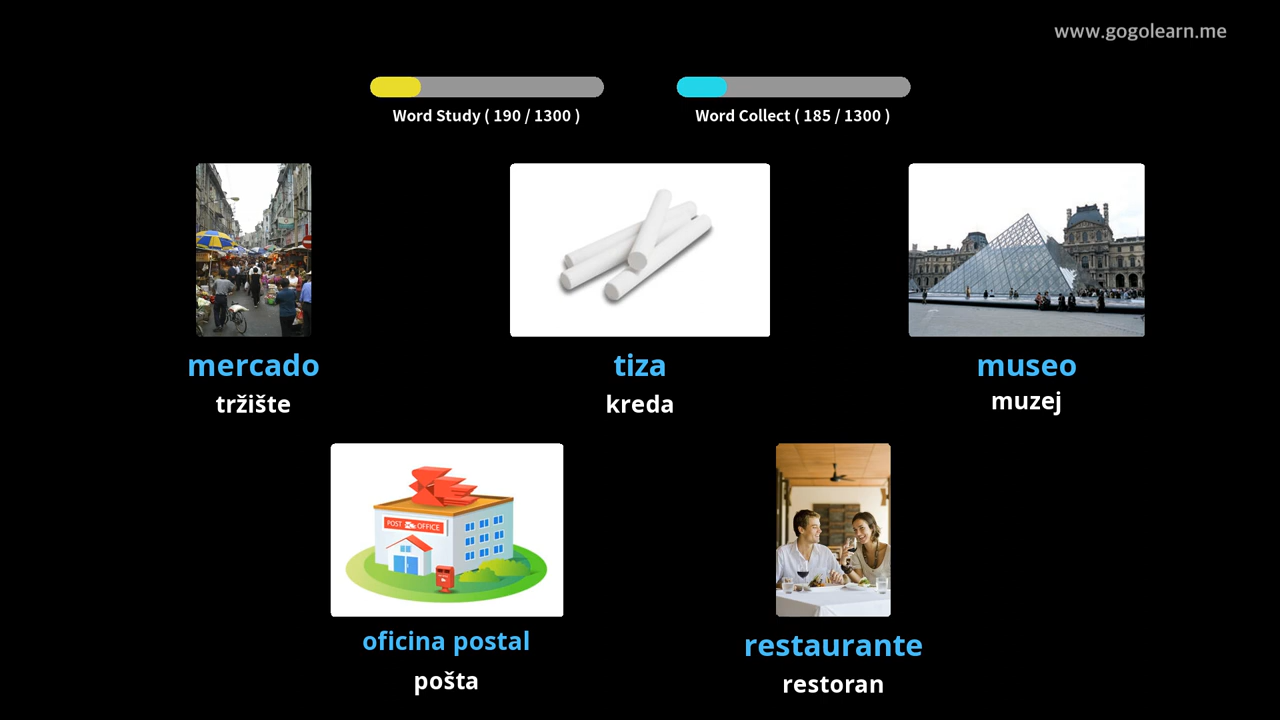 www.gogolearn.me
Word Study ( 190 / 1300 )
Word Collect ( 185 / 1300 )
mercado
tržište
tiza
kreda
museo
muzej
POST OFFICE
oficina postal
pošta
restaurante
restoran